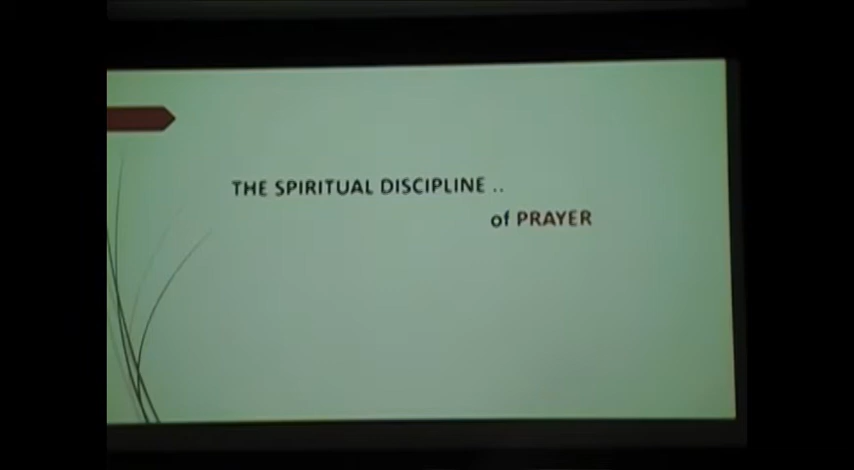 THE SPIRITUAL DISCIPLINE ..
of PRAYER